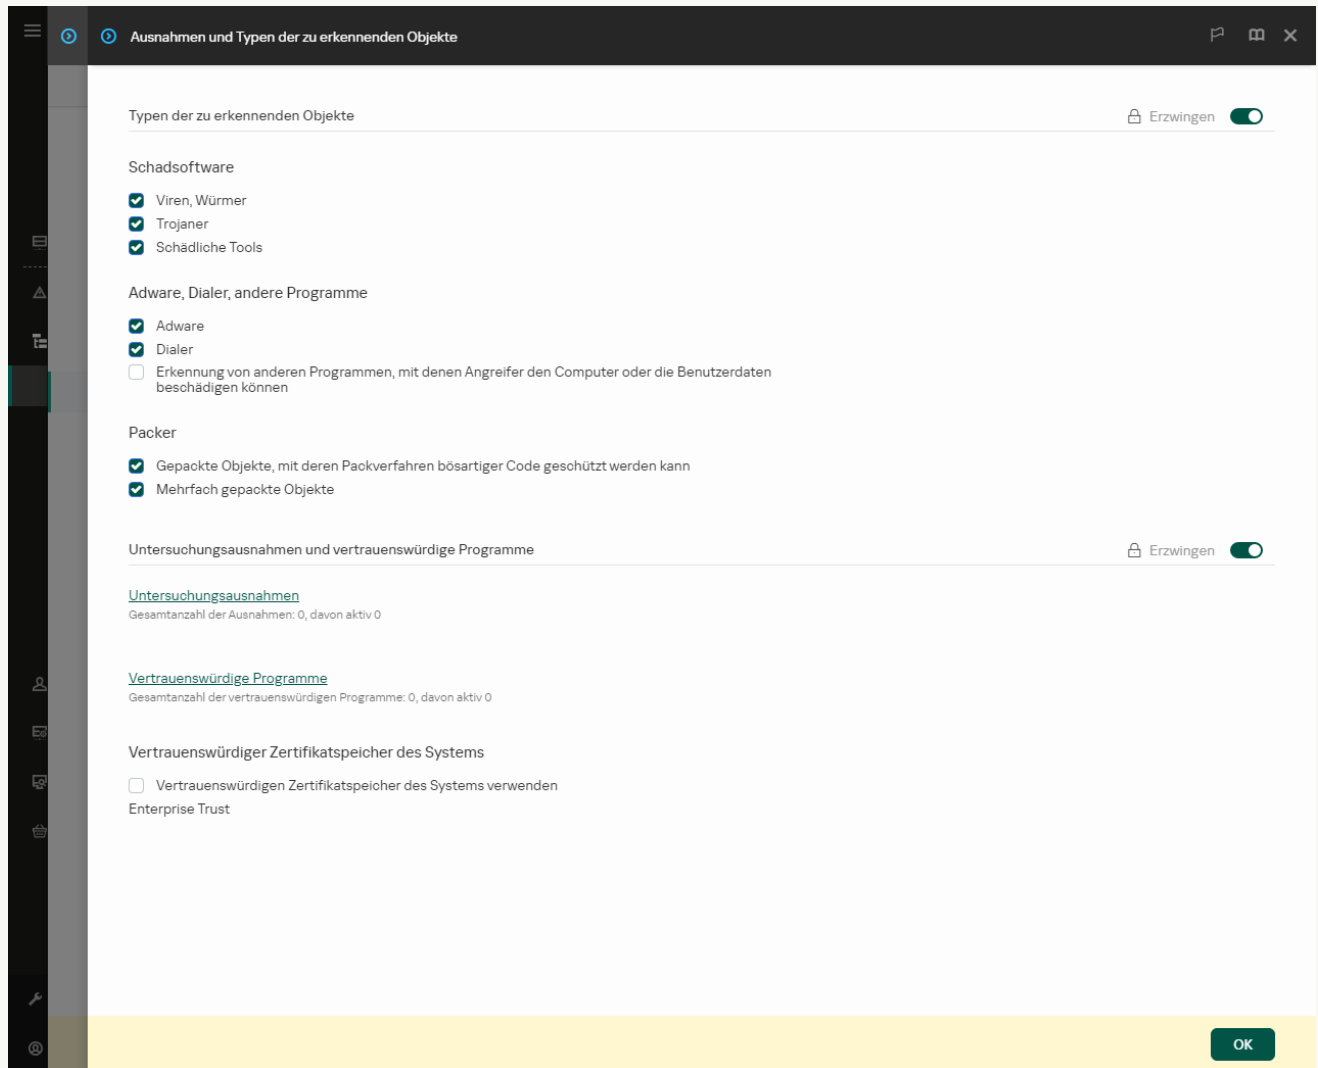 Ausnahmen und Typen der zu erkennenden Objekte
Typen der zu erkennenden Objekte
Erzwingen
Schadsoftware
Viren, Würmer
Trojaner
Schädliche Tools
Adware, Dialer, andere Programme
Adware
Dialer
Erkennung von anderen Programmen, mit denen Angreifer den Computer oder die Benutzerdaten
beschädigen können
Packer
Gepackte Objekte, mit deren Packverfahren bösartiger Code geschützt werden kann
Mehrfach gepackte Objekte
Untersuchungsausnahmen und vertrauenswürdige Programme
Erzwingen
Untersuchungsausnahmen
Gesamtanzahl der Ausnahmen: 0, davon aktiv 0
Vertrauenswürdige Programme
Gesamtanzahl der vertrauenswürdigen Programme: 0, davon aktiv 0
Vertrauenswürdiger Zertifikatspeicher des Systems
Vertrauenswürdigen Zertifikatspeicher des Systems verwenden
Enterprise Trust
OK